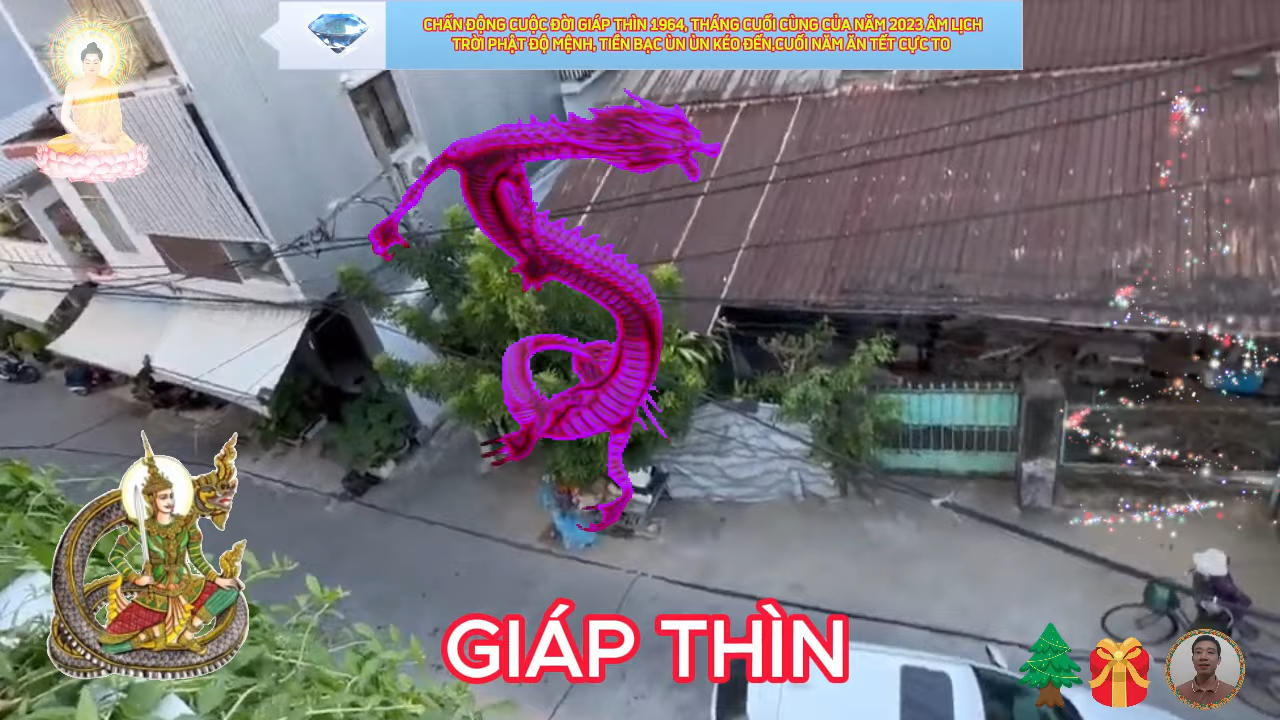 CHẤN ĐỘNG CUỘC ĐỜI GIÁP THÌN 1964, THÁNG CUỐI CÙNG CỦA NĂM 2023 ÂM LỊCH
TRỜI PHẬT ĐỘ MỆNH, TIỀN BẠC ÙN ÙN KÉO ĐẾN,CUỐI NĂM ĂN TẾT CỰC TO
GIÁP THÌN